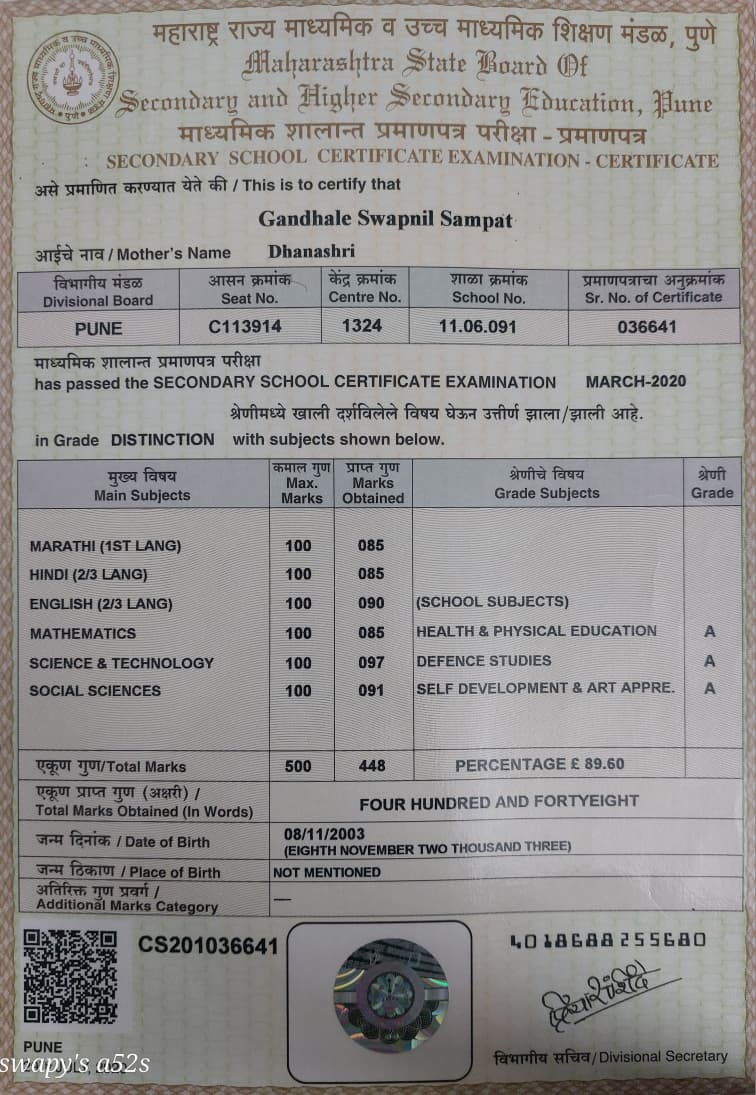 महाराष्ट्र राज्य माध्यमिक व उच्च माध्यमिक शिक्षण मंडळ, पुणे
Maharashtra State Board Of
Secondary and Higher Secondary Education, Pune
माध्यमिक शालान्त प्रमाणपत्र परीक्षा - प्रमाणपत्र
SECONDARY SCHOOL CERTIFICATE EXAMINATION - CERTIFICATE
असे प्रमाणित करण्यात येते की / This is to certify that
Gandhale Swapnil Sampat
आईचे नाव / Mother's Name Dhanashri
विभागीय मंडळ आसन क्रमांक केंद्र क्रमांक शाळा क्रमांक प्रमाणपत्राचा अनुक्रमांक
Divisional Board Seat No. Centre No. School No. Sr. No. of Certificate
PUNE C113914 1324 11.06.091 036641
माध्यमिक शालान्त प्रमाणपत्र परीक्षा
has passed the SECONDARY SCHOOL CERTIFICATE EXAMINATION MARCH-2020
श्रेणीमध्ये खाली दर्शविलेले विषय घेऊन उत्तीर्ण झाला/झाली आहे.
in Grade DISTINCTION with subjects shown below.
मुख्य विषय कमाल गुण प्राप्त गुण श्रेणीचे विषय श्रेणी
Main Subjects Max. Marks Marks Obtained Grade Subjects Grade
MARATHI (1ST LANG) 100 085
HINDI (2/3 LANG) 100 085
ENGLISH (2/3 LANG) 100 090 (SCHOOL SUBJECTS)
MATHEMATICS 100 085 HEALTH & PHYSICAL EDUCATION A
SCIENCE & TECHNOLOGY 100 097 DEFENCE STUDIES A
SOCIAL SCIENCES 100 091 SELF DEVELOPMENT & ART APPRE. A
एकूण गुण/Total Marks 500 448 PERCENTAGE £ 89.60
एकूण प्राप्त गुण (अक्षरी) /
Total Marks Obtained (In Words) FOUR HUNDRED AND FORTYEIGHT
जन्म दिनांक / Date of Birth 08/11/2003
(EIGHTH NOVEMBER TWO THOUSAND THREE)
जन्म ठिकाण / Place of Birth NOT MENTIONED
अतिरिक्त गुण प्रवर्ग /
Additional Marks Category —
CS201036641
4018688255680
PUNE
swapy's a52s
विभागीय सचिव/Divisional Secretary